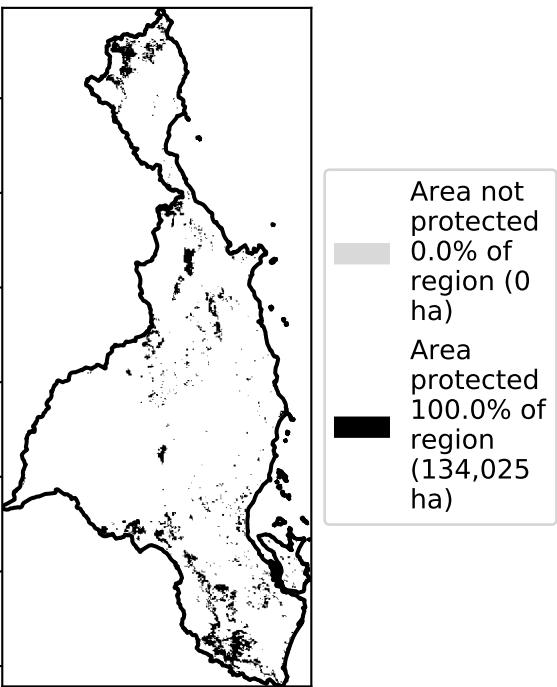 Area not
protected
0.0% of
region (0
ha)
Area
protected
100.0% of
region
(134,025
ha)